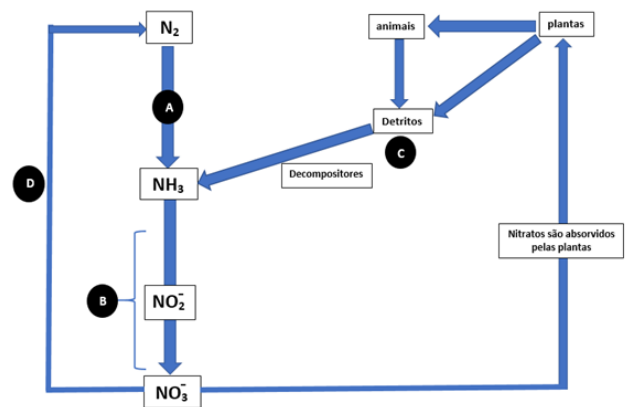 N₂
animais
plantas
A
Detritos
C
Decompositores
D
NH₃
Nitratos são absorvidos
pelas plantas
B
NO₂⁻
NO₃⁻